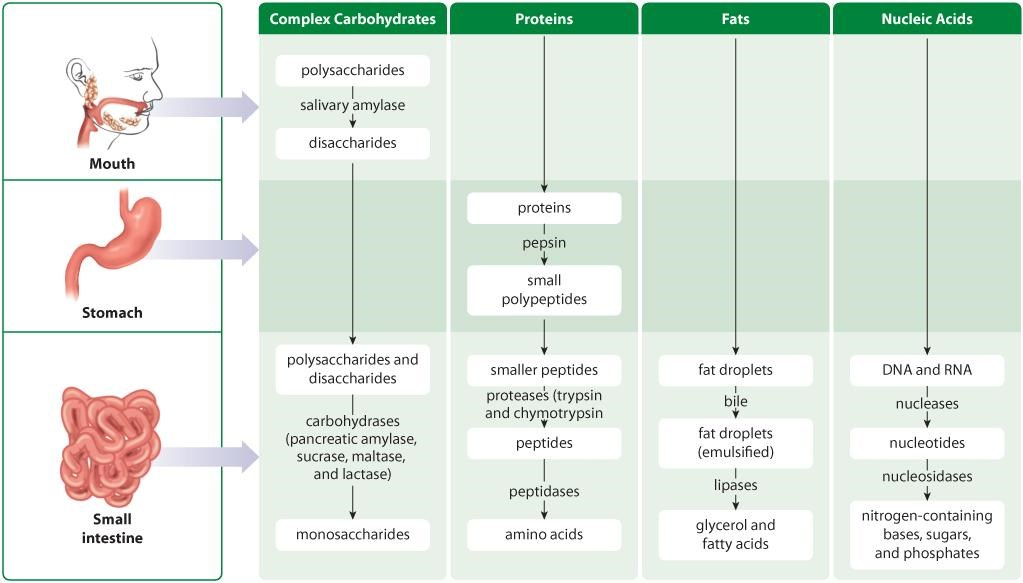 Complex Carbohydrates
Proteins
Fats
Nucleic Acids
Mouth
polysaccharides
salivary amylase
disaccharides
Stomach
proteins
pepsin
small
polypeptides
Small
intestine
polysaccharides and
disaccharides
carbohydrases
(pancreatic amylase,
sucrase, maltase,
and lactase)
monosaccharides
smaller peptides
proteases (trypsin
and chymotrypsin
peptides
peptidases
amino acids
fat droplets
bile
fat droplets
(emulsified)
lipases
glycerol and
fatty acids
DNA and RNA
nucleases
nucleotides
nucleosidases
nitrogen-containing
bases, sugars,
and phosphates